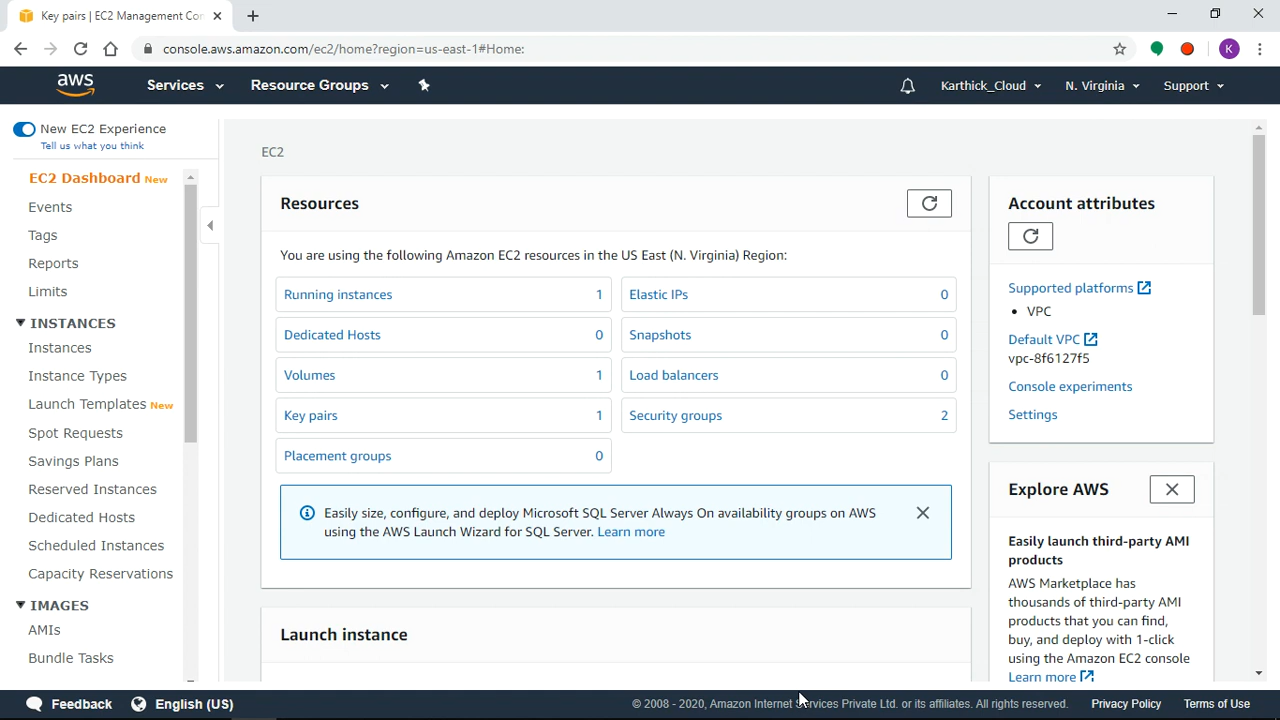 Key pairs | EC2 Management Con
console.aws.amazon.com/ec2/home?region=us-east-1#Home:
K
aws
Services
Resource Groups
Karthick_Cloud
N. Virginia
Support
New EC2 Experience
Tell us what you think
EC2 Dashboard New
Events
Tags
Reports
Limits
INSTANCES
Instances
Instance Types
Launch Templates New
Spot Requests
Savings Plans
Reserved Instances
Dedicated Hosts
Scheduled Instances
Capacity Reservations
IMAGES
AMIs
Bundle Tasks
EC2
Resources
You are using the following Amazon EC2 resources in the US East (N. Virginia) Region:
Running instances 1
Elastic IPs 0
Dedicated Hosts 0
Snapshots 0
Volumes 1
Load balancers 0
Key pairs 1
Security groups 2
Placement groups 0
Easily size, configure, and deploy Microsoft SQL Server Always On availability groups on AWS
using the AWS Launch Wizard for SQL Server. Learn more
Launch instance
Account attributes
Supported platforms
• VPC
Default VPC
vpc-8f6127f5
Console experiments
Settings
Explore AWS
Easily launch third-party AMI
products
AWS Marketplace has
thousands of third-party AMI
products that you can find,
buy, and deploy with 1-click
using the Amazon EC2 console
Learn more
Feedback
English (US)
© 2008 - 2020, Amazon Internet Services Private Ltd. or its affiliates. All rights reserved.
Privacy Policy
Terms of Use